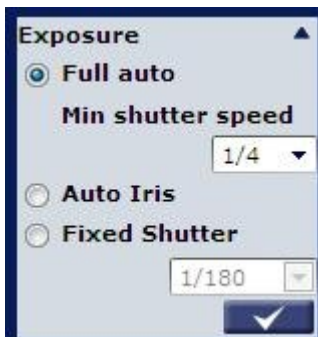 Exposure
Full auto
Min shutter speed
1/4
Auto Iris
Fixed Shutter
1/180